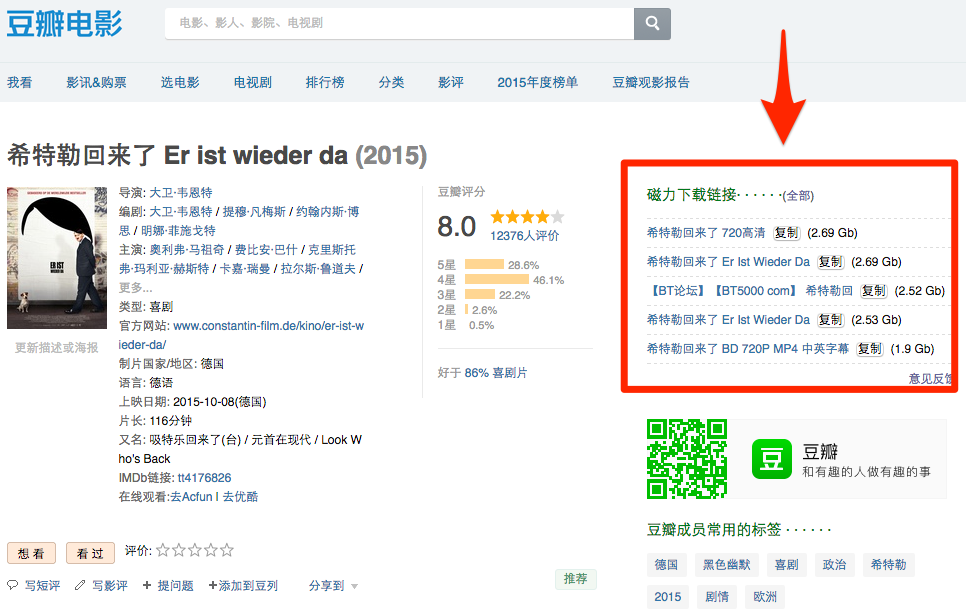 豆瓣电影
电影、影人、影院、电视剧
我看 影讯&购票 选电影 电视剧 排行榜 分类 影评 2015年度榜单 豆瓣观影报告
希特勒回来了 Er ist wieder da (2015)
ER IST
WIEDER DA
更新描述或海报
导演: 大卫·韦恩特
编剧: 大卫·韦恩特 / 提穆·凡梅斯 / 约翰内斯·博
思 / 明娜·菲施戈特
主演: 奥利弗·马祖奇 / 费比安·巴什 / 克里斯托
弗·玛利亚·赫斯特 / 卡嘉·瑞曼 / 拉尔斯·鲁道夫 /
更多...
类型: 喜剧
官方网站: www.constantin-film.de/kino/er-ist-w
ieder-da/
制片国家/地区: 德国
语言: 德语
上映日期: 2015-10-08(德国)
片长: 116分钟
又名: 吸特乐回来了(台) / 元首在现代 / Look W
ho's Back
IMDb链接: tt4176826
在线观看:去Acfun l 去优酷
豆瓣评分
8.0
12376人评价
5星 28.6%
4星 46.1%
3星 22.2%
2星 2.6%
1星 0.5%
好于 86% 喜剧片
想看 看过 评价:
写短评 写影评 + 提问题 +添加到豆列 分享到
推荐
磁力下载链接· · · · · ·(全部)
希特勒回来了 720高清 复制 (2.69 Gb)
希特勒回来了 Er Ist Wieder Da 复制 (2.69 Gb)
【BT论坛】【BT5000 com】 希特勒回 复制 (2.52 Gb)
希特勒回来了 Er Ist Wieder Da 复制 (2.53 Gb)
希特勒回来了 BD 720P MP4 中英字幕 复制 (1.9 Gb)
意见反馈
豆
豆瓣
和有趣的人做有趣的事
豆瓣成员常用的标签 · · · · · ·
德国 黑色幽默 喜剧 政治 希特勒
2015 剧情 欧洲